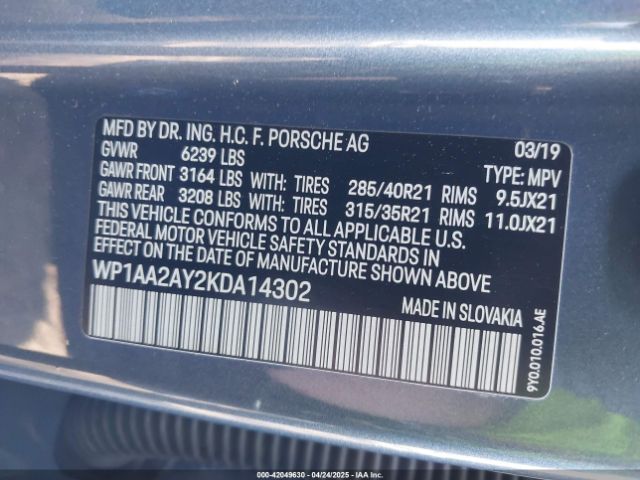 MFD BY DR. ING. H.C. F. PORSCHE AG 03/19
GVWR 6239 LBS TYPE: MPV
GAWR FRONT 3164 LBS WITH: TIRES 285/40R21 RIMS 9.5JX21
GAWR REAR 3208 LBS WITH: TIRES 315/35R21 RIMS 11.0JX21
THIS VEHICLE CONFORMS TO ALL APPLICABLE U.S.
FEDERAL MOTOR VEHICLE SAFETY STANDARDS IN
EFFECT ON THE DATE OF MANUFACTURE SHOWN ABOVE.
WP1AA2AY2KDA14302
MADE IN SLOVAKIA
9Y0.010.016.AE
000-42049630 - 04/24/2025 - IAA Inc.